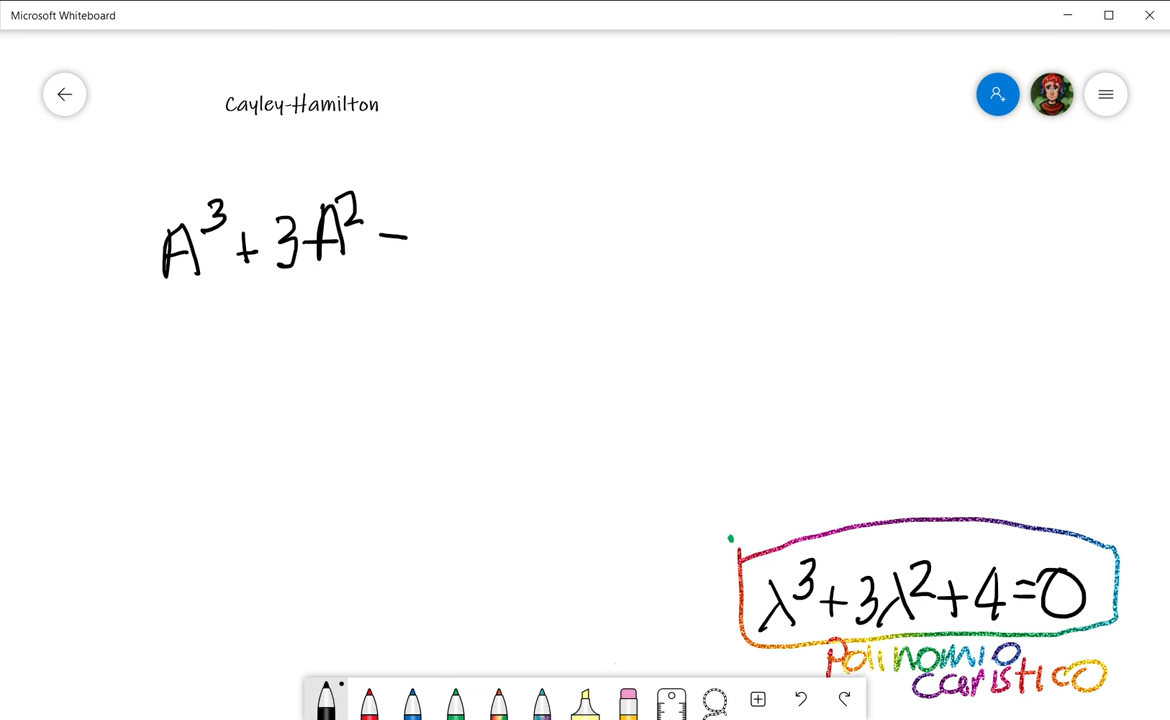 Microsoft Whiteboard
Cayley-Hamilton
A³ + 3A² −
λ³+3λ²+4=0
Polinomio
caristico